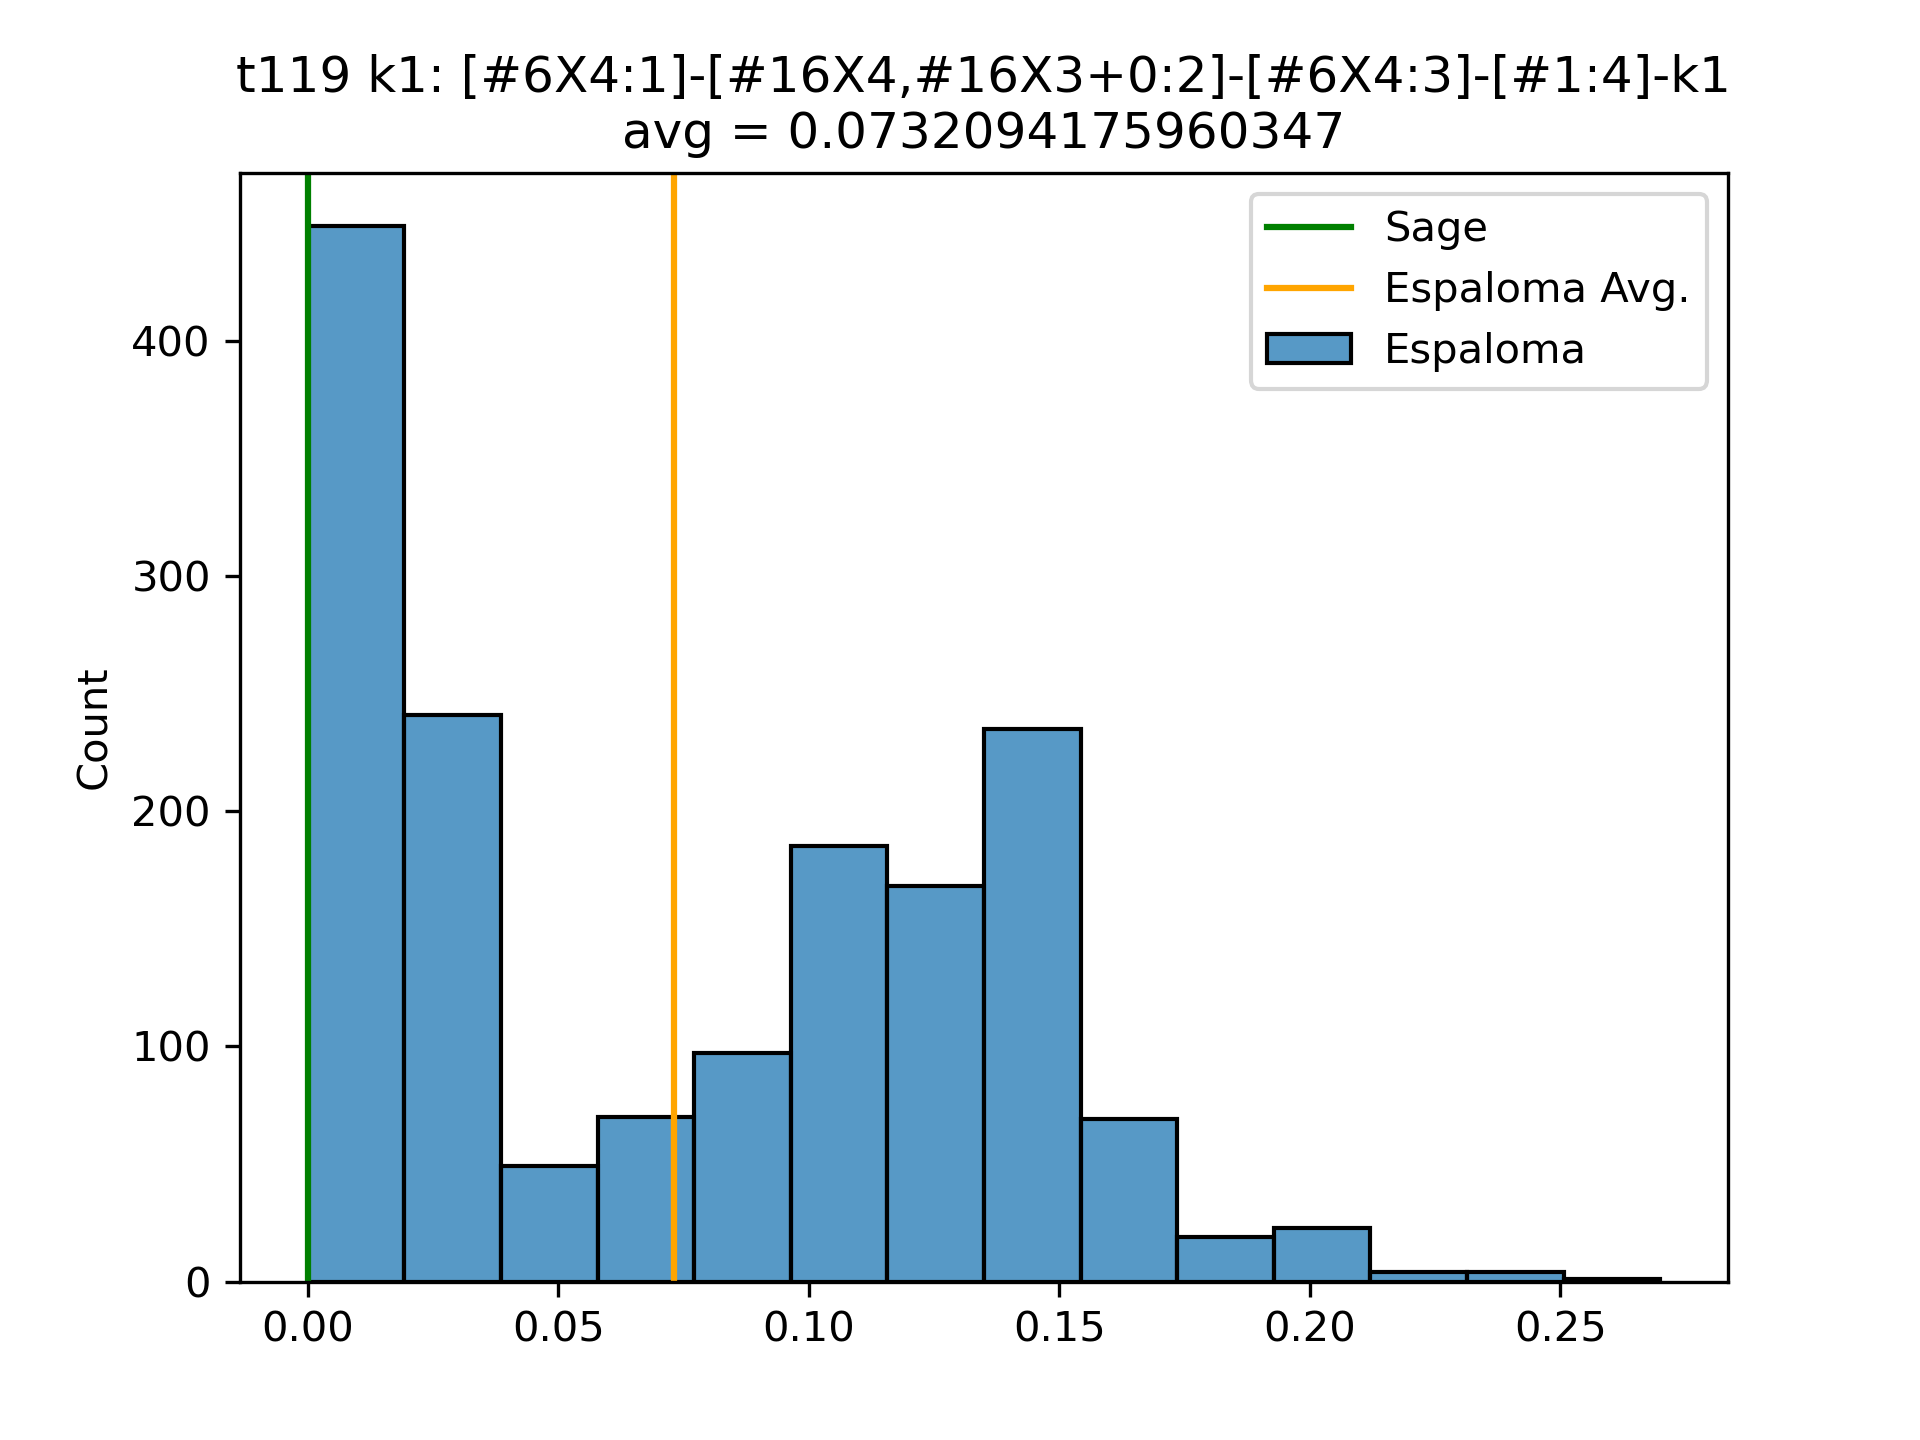 t119 k1: [#6X4:1]-[#16X4,#16X3+0:2]-[#6X4:3]-[#1:4]-k1
avg = 0.0732094175960347
Sage
Espaloma Avg.
Espaloma
400
300
200
100
0
Count
0.00 0.05 0.10 0.15 0.20 0.25